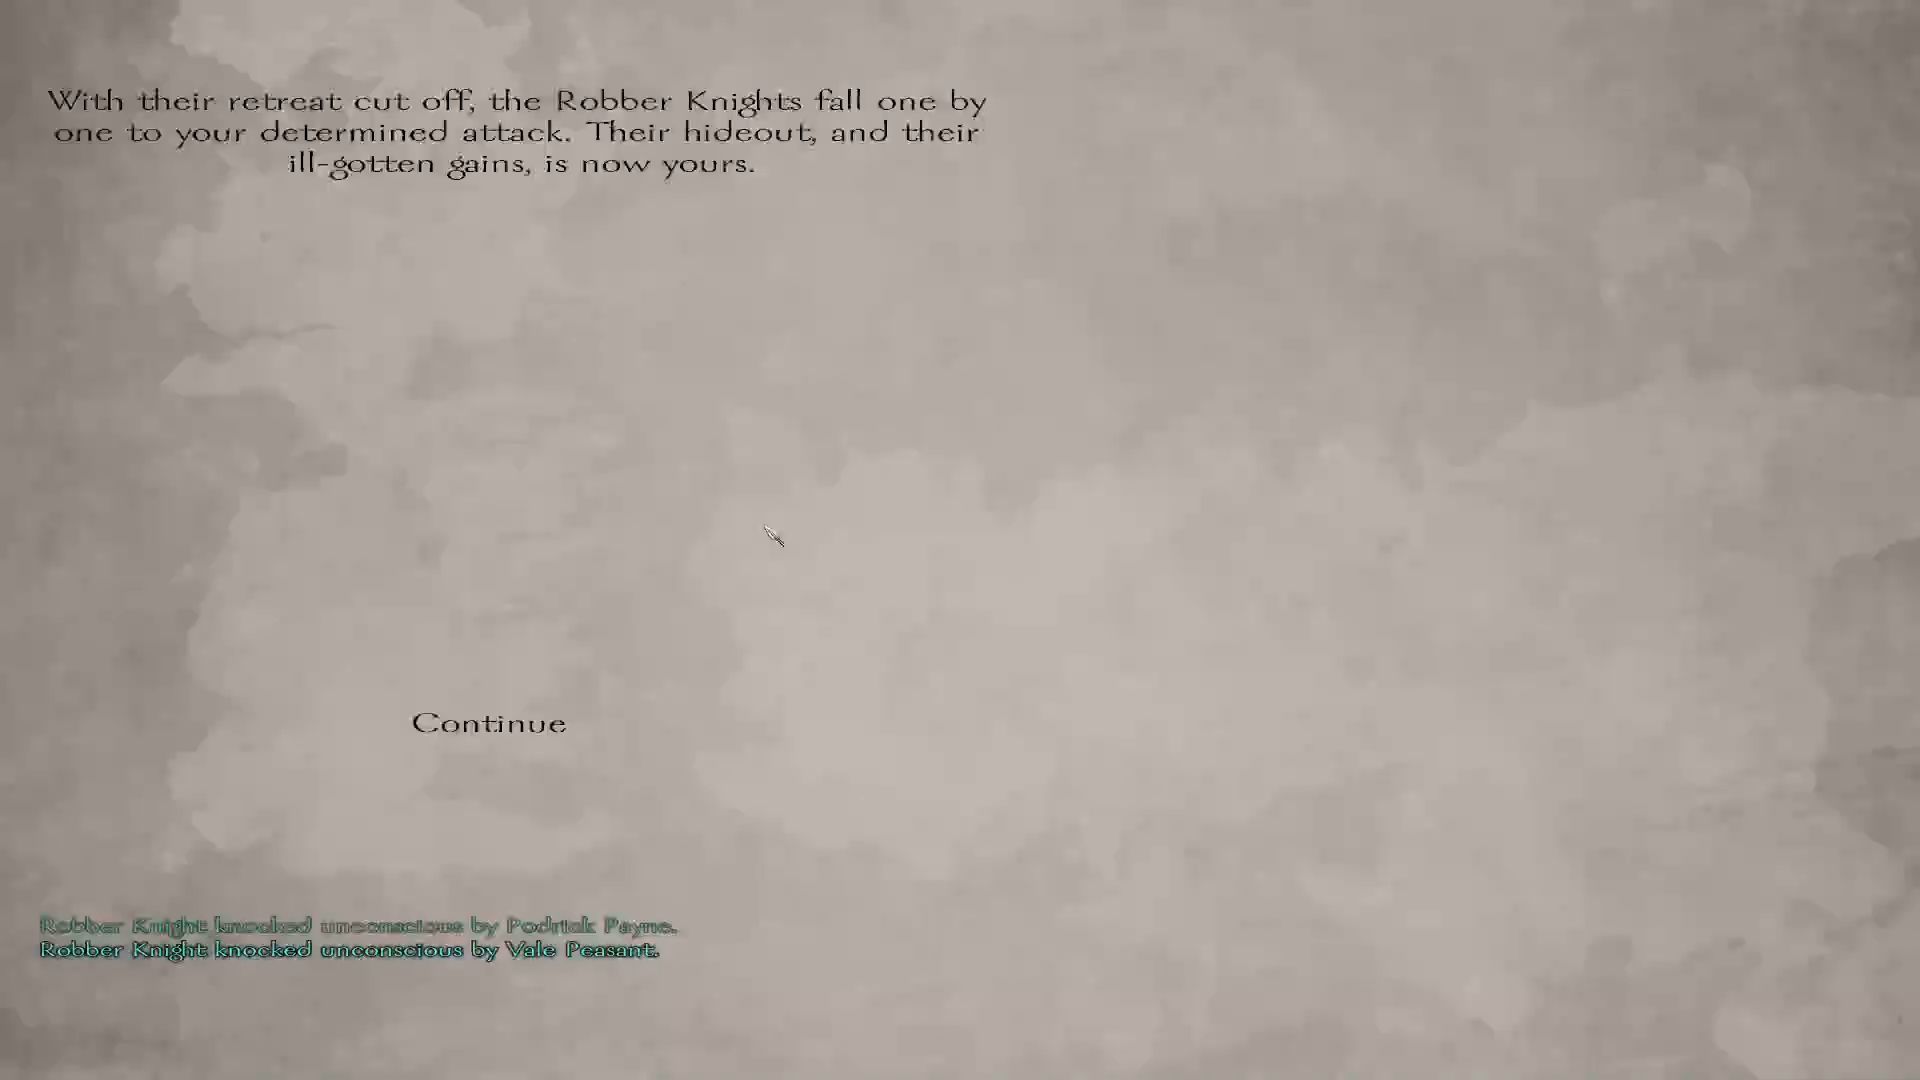 With their retreat cut off, the Robber Knights fall one by
one to your determined attack. Their hideout, and their
ill-gotten gains, is now yours.
Continue
Robber Knight knocked unconscious by Podrick Payne.
Robber Knight knocked unconscious by Vale Peasant.